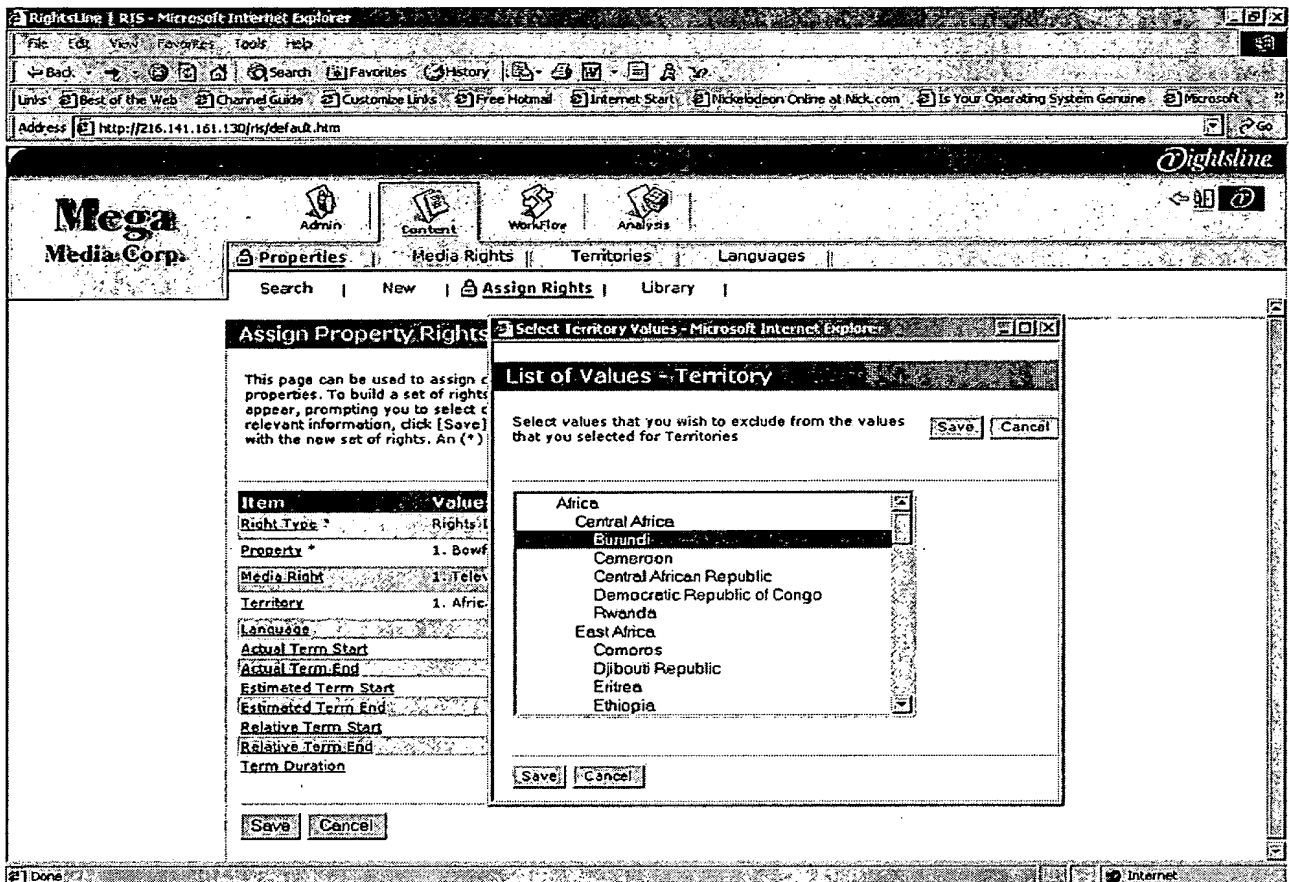 RightsLine | RIS - Microsoft Internet Explorer
File Edit View Favorites Tools Help
Back Search Favorites History
Links Best of the Web Channel Guide Customize Links Free Hotmail Internet Start Nickelodeon Online at Nick.com Is Your Operating System Genuine Microsoft
Address http://216.141.161.130/ris/default.htm Go
Rightsline
Mega
Media Corp.
Admin Content WorkFlow Analysis
Properties | Media Rights || Territories | Languages ||
Search | New | Assign Rights | Library |
Assign Property Rights
This page can be used to assign
properties. To build a set of rights
appear, prompting you to select
relevant information, click [Save]
with the new set of rights. An (*)
Item Value
Right Type * Rights
Property * 1. Bowf
Media Right 1. Telev
Territory 1. Afric
Language
Actual Term Start
Actual Term End
Estimated Term Start
Estimated Term End
Relative Term Start
Relative Term End
Term Duration
Save Cancel
Select Territory Values - Microsoft Internet Explorer
List of Values - Territory
Select values that you wish to exclude from the values
that you selected for Territories
Save Cancel
Africa
Central Africa
Burundi
Cameroon
Central African Republic
Democratic Republic of Congo
Rwanda
East Africa
Comoros
Djibouti Republic
Eritrea
Ethiopia
Save Cancel
Done Internet